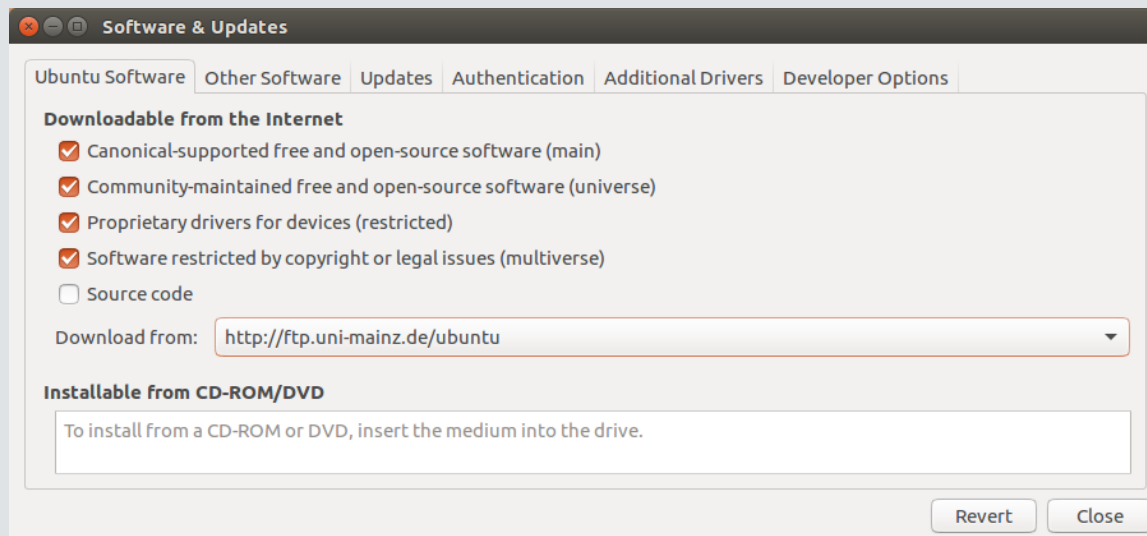 Software & Updates
Ubuntu Software Other Software Updates Authentication Additional Drivers Developer Options
Downloadable from the Internet
Canonical-supported free and open-source software (main)
Community-maintained free and open-source software (universe)
Proprietary drivers for devices (restricted)
Software restricted by copyright or legal issues (multiverse)
Source code
Download from: http://ftp.uni-mainz.de/ubuntu
Installable from CD-ROM/DVD
To install from a CD-ROM or DVD, insert the medium into the drive.
Revert Close